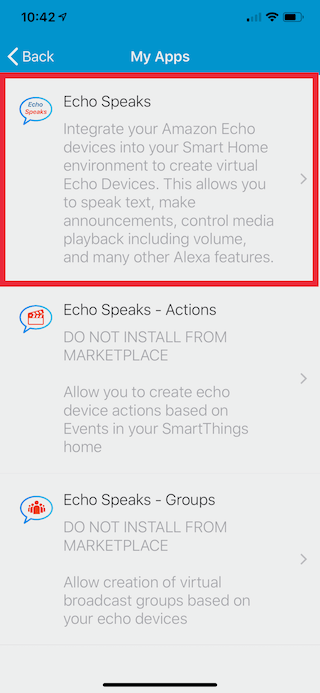 10:42
Back
My Apps
Echo
Speaks
Echo Speaks
Integrate your Amazon Echo
devices into your Smart Home
environment to create virtual
Echo Devices. This allows you
to speak text, make
announcements, control media
playback including volume,
and many other Alexa features.
Echo Speaks - Actions
DO NOT INSTALL FROM
MARKETPLACE
Allow you to create echo
device actions based on
Events in your SmartThings
home
Echo Speaks - Groups
DO NOT INSTALL FROM
MARKETPLACE
Allow creation of virtual
broadcast groups based on
your echo devices